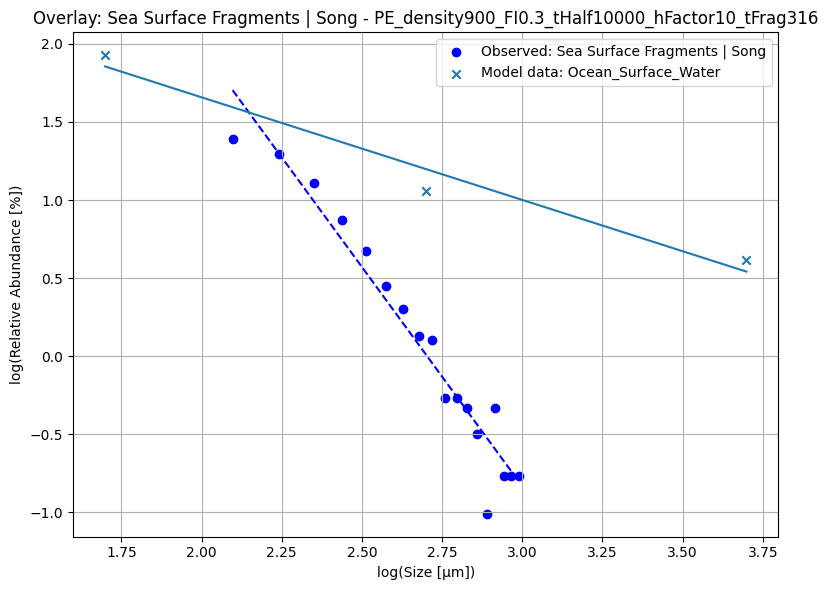 Overlay: Sea Surface Fragments | Song - PE_density900_FI0.3_tHalf10000_hFactor10_tFrag316
Observed: Sea Surface Fragments | Song
Model data: Ocean_Surface_Water
log(Relative Abundance [%])
2.0
1.5
1.0
0.5
0.0
−0.5
−1.0
1.75 2.00 2.25 2.50 2.75 3.00 3.25 3.50 3.75
log(Size [μm])